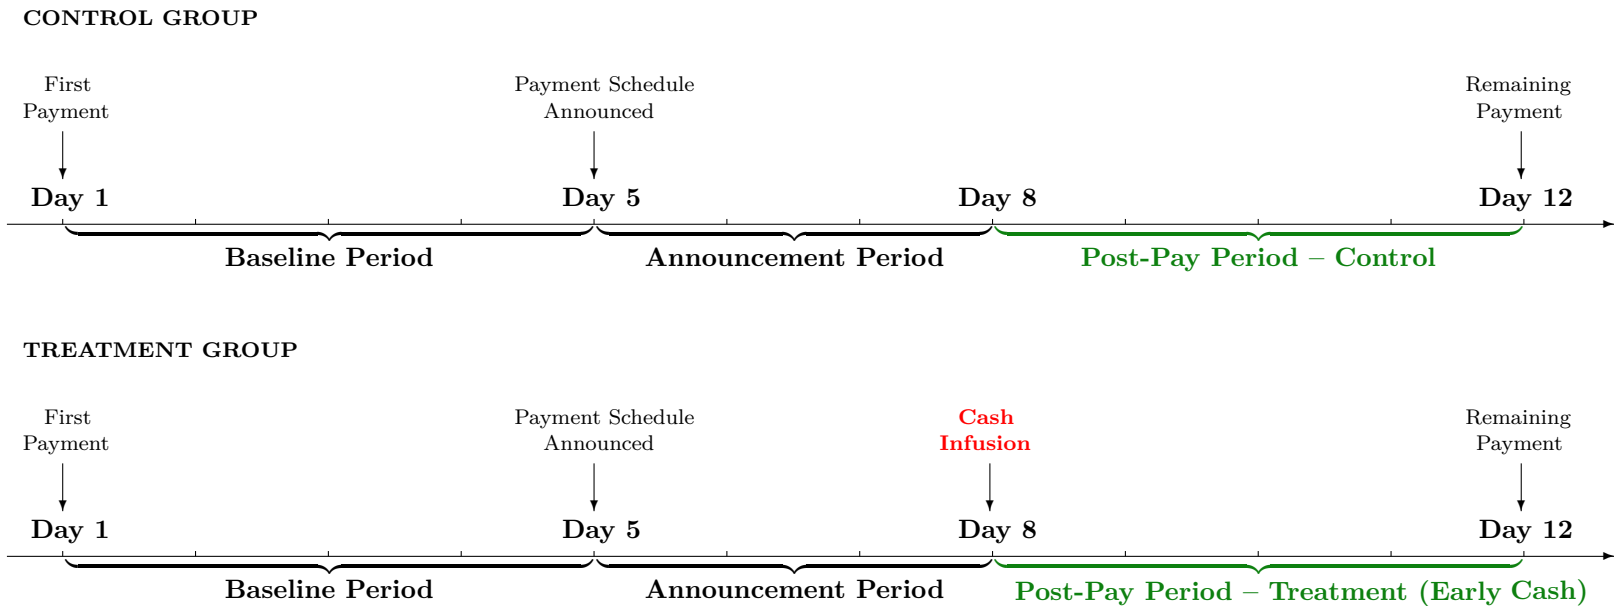 CONTROL GROUP
First
Payment
Payment Schedule
Announced
Remaining
Payment
Day 1
Day 5
Day 8
Day 12
Baseline Period
Announcement Period
Post-Pay Period – Control
TREATMENT GROUP
First
Payment
Payment Schedule
Announced
Cash
Infusion
Remaining
Payment
Day 1
Day 5
Day 8
Day 12
Baseline Period
Announcement Period
Post-Pay Period – Treatment (Early Cash)